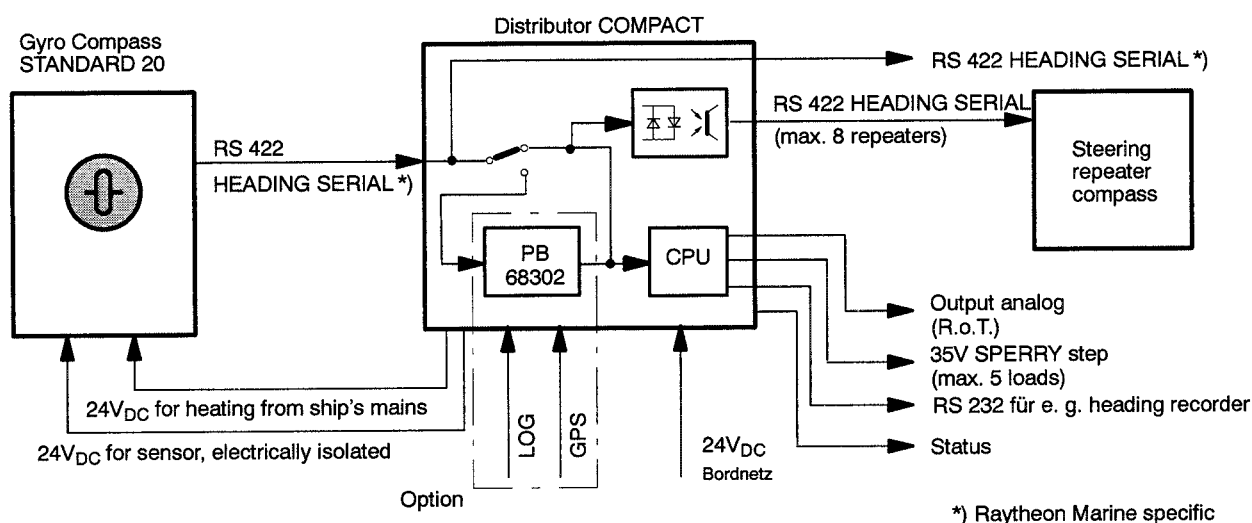 Distributor COMPACT
Gyro Compass
STANDARD 20
RS 422 HEADING SERIAL *)
RS 422 HEADING SERIAL
(max. 8 repeaters)
Steering
repeater
compass
RS 422
HEADING SERIAL *)
PB
68302
CPU
Output analog
(R.o.T.)
35V SPERRY step
(max. 5 loads)
RS 232 für e. g. heading recorder
Status
24VDC for heating from ship's mains
24VDC for sensor, electrically isolated
LOG
GPS
24VDC
Bordnetz
Option
*) Raytheon Marine specific